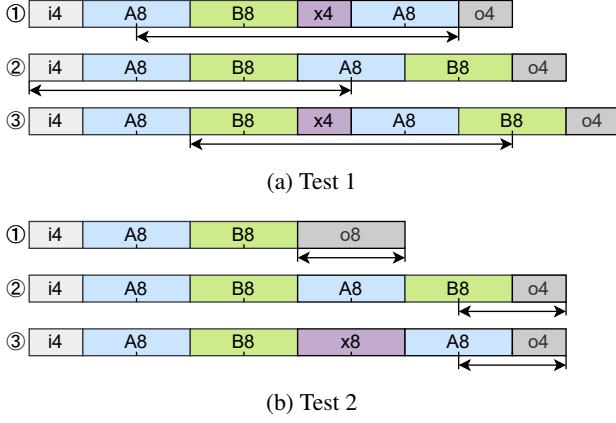 ① i4 A8 B8 x4 A8 o4
② i4 A8 B8 A8 B8 o4
③ i4 A8 B8 x4 A8 B8 o4
(a) Test 1
① i4 A8 B8 o8
② i4 A8 B8 A8 B8 o4
③ i4 A8 B8 x8 A8 o4
(b) Test 2